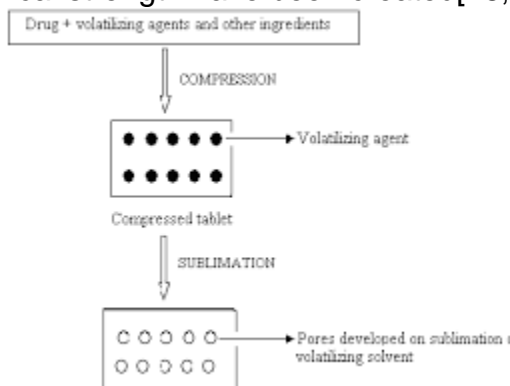 Drug + volatilizing agents and other ingredients
COMPRESSION
Volatilizing agent
Compressed tablet
SUBLIMATION
Pores developed on sublimation
volatilizing solvent